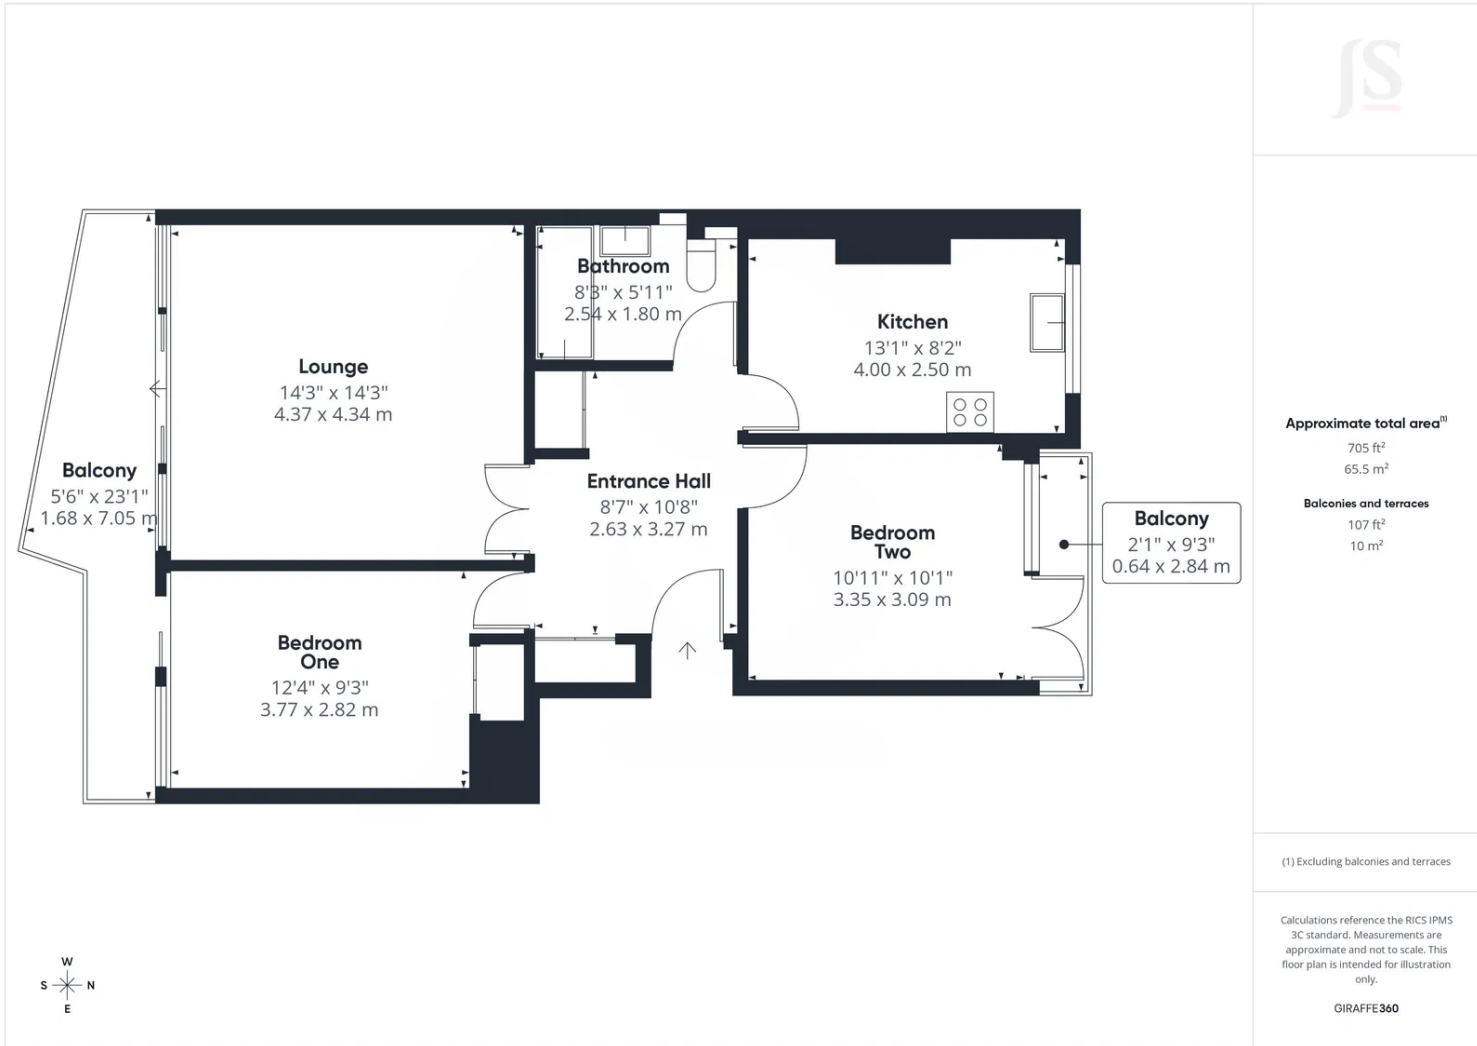 JS
Bathroom
8'3" x 5'11"
2.54 x 1.80 m
Kitchen
13'1" x 8'2"
4.00 x 2.50 m
Lounge
14'3" x 14'3"
4.37 x 4.34 m
Balcony
5'6" x 23'1"
1.68 x 7.05 m
Entrance Hall
8'7" x 10'8"
2.63 x 3.27 m
Bedroom
Two
10'11" x 10'1"
3.35 x 3.09 m
Balcony
2'1" x 9'3"
0.64 x 2.84 m
Bedroom
One
12'4" x 9'3"
3.77 x 2.82 m
Approximate total area(1)
705 ft²
65.5 m²
Balconies and terraces
107 ft²
10 m²
(1) Excluding balconies and terraces
Calculations reference the RICS IPMS
3C standard. Measurements are
approximate and not to scale. This
floor plan is intended for illustration
only.
GIRAFFE360
W
S N
E